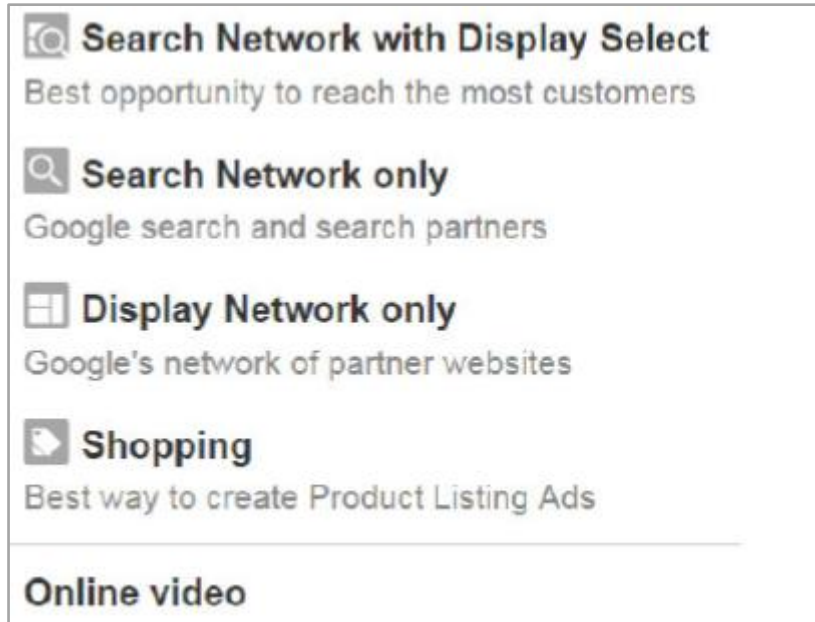 Search Network with Display Select
Best opportunity to reach the most customers
Search Network only
Google search and search partners
Display Network only
Google's network of partner websites
Shopping
Best way to create Product Listing Ads
Online video